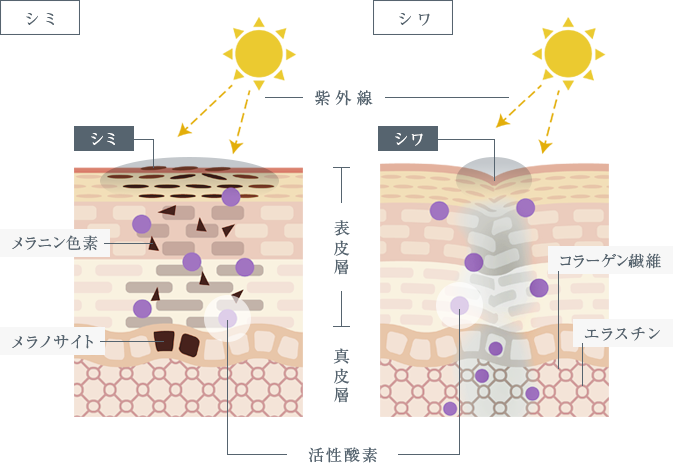 シミ
シワ
紫外線
シミ
シワ
表皮層
メラニン色素
コラーゲン繊維
メラノサイト
エラスチン
真皮層
活性酸素